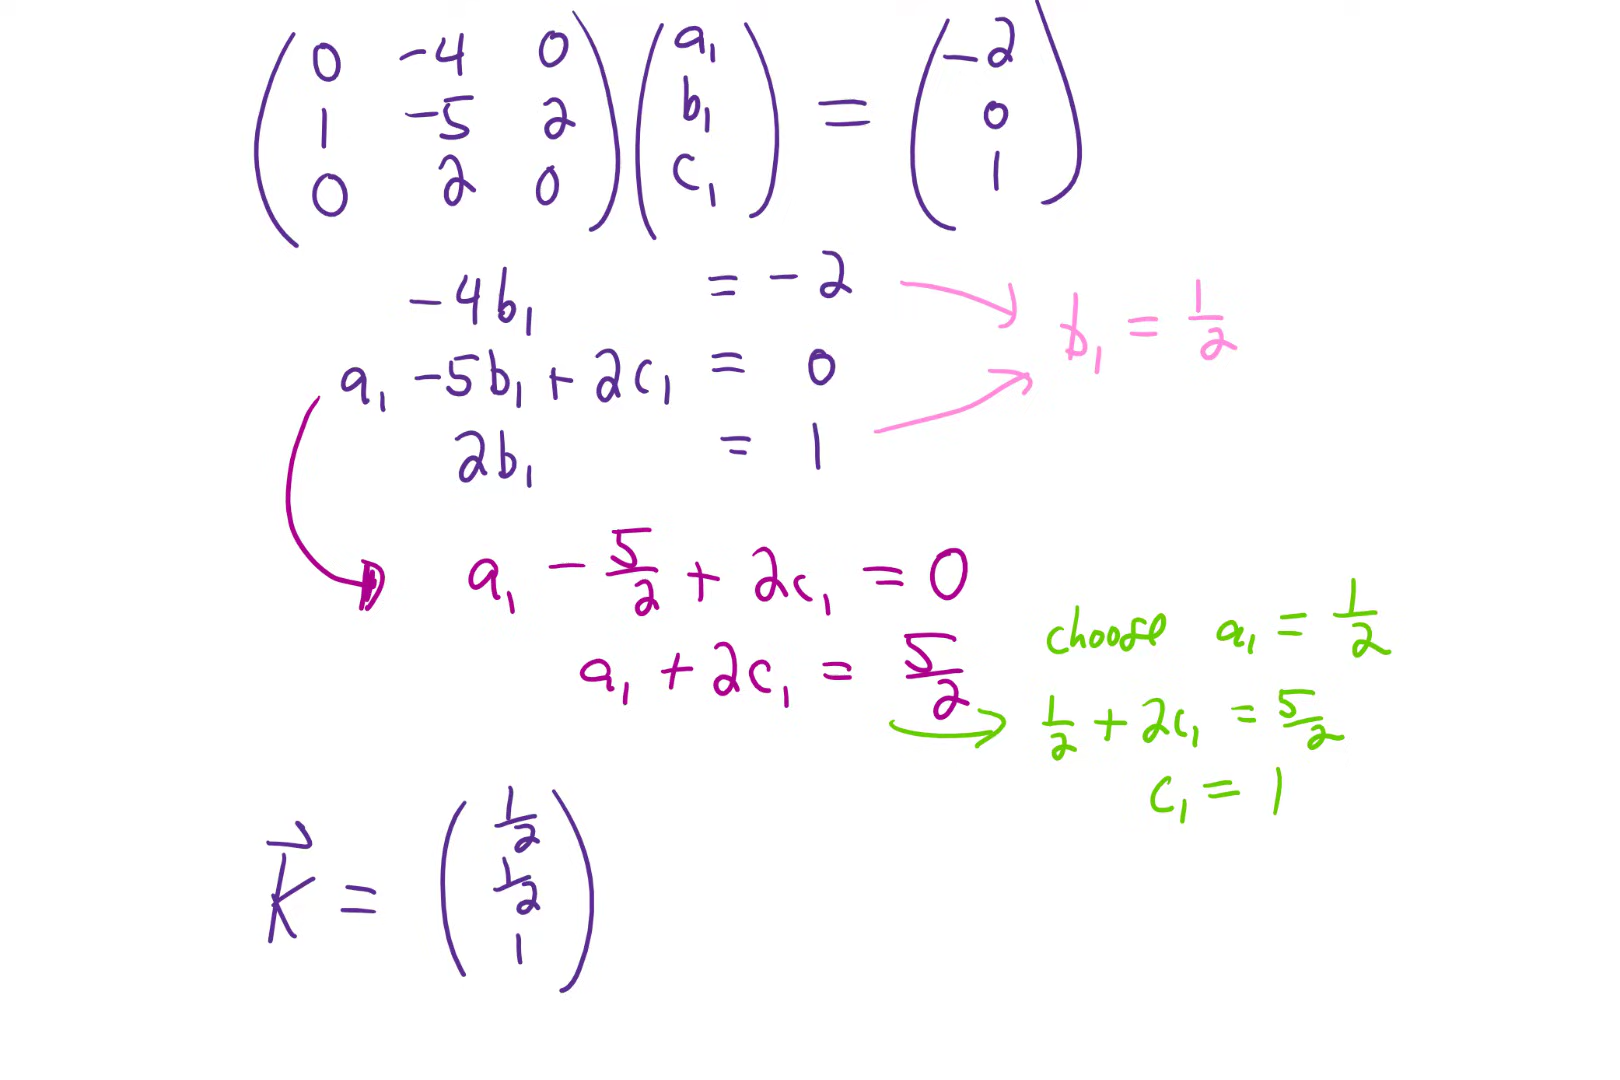 ( 0 -4 0 ) ( a₁ ) = ( -2 )
( 1 -5 2 ) ( b₁ ) ( 0 )
( 0 2 0 ) ( c₁ ) ( 1 )
-4b₁ = -2
a₁ -5b₁ + 2c₁ = 0
2b₁ = 1
b₁ = 1/2
a₁ - 5/2 + 2c₁ = 0
a₁ + 2c₁ = 5/2
choose a₁ = 1/2
1/2 + 2c₁ = 5/2
c₁ = 1
k⃗ = ( 1/2
1/2
1 )